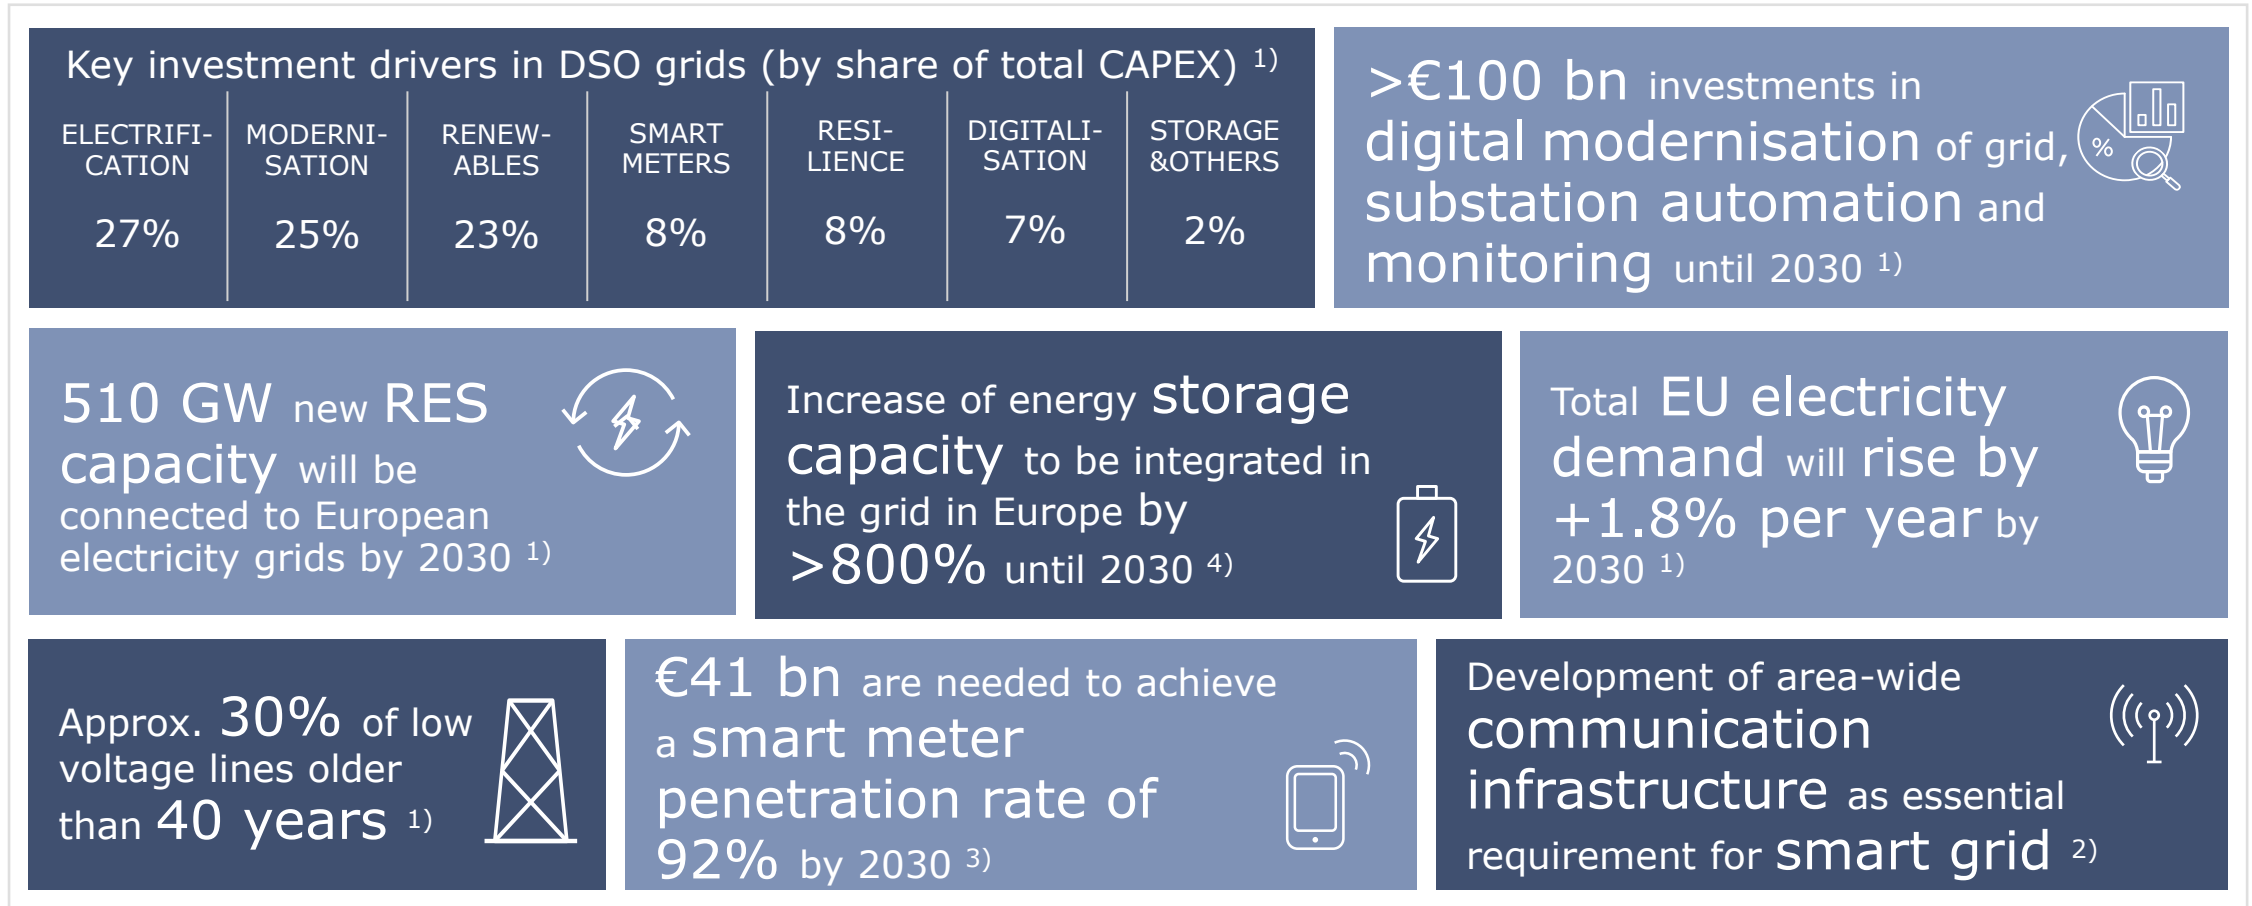 Key investment drivers in DSO grids (by share of total CAPEX) 1)
ELECTRIFI-
CATION
27%
MODERNI-
SATION
25%
RENEW-
ABLES
23%
SMART
METERS
8%
RESI-
LIENCE
8%
DIGITALI-
SATION
7%
STORAGE
&OTHERS
2%
>€100 bn investments in
digital modernisation of grid,
substation automation and
monitoring until 2030 1)
%
510 GW new RES
capacity will be
connected to European
electricity grids by 2030 1)
Increase of energy storage
capacity to be integrated in
the grid in Europe by
>800% until 2030 4)
Total EU electricity
demand will rise by
+1.8% per year by
2030 1)
Approx. 30% of low
voltage lines older
than 40 years 1)
€41 bn are needed to achieve
a smart meter
penetration rate of
92% by 2030 3)
Development of area-wide
communication
infrastructure as essential
requirement for smart grid 2)